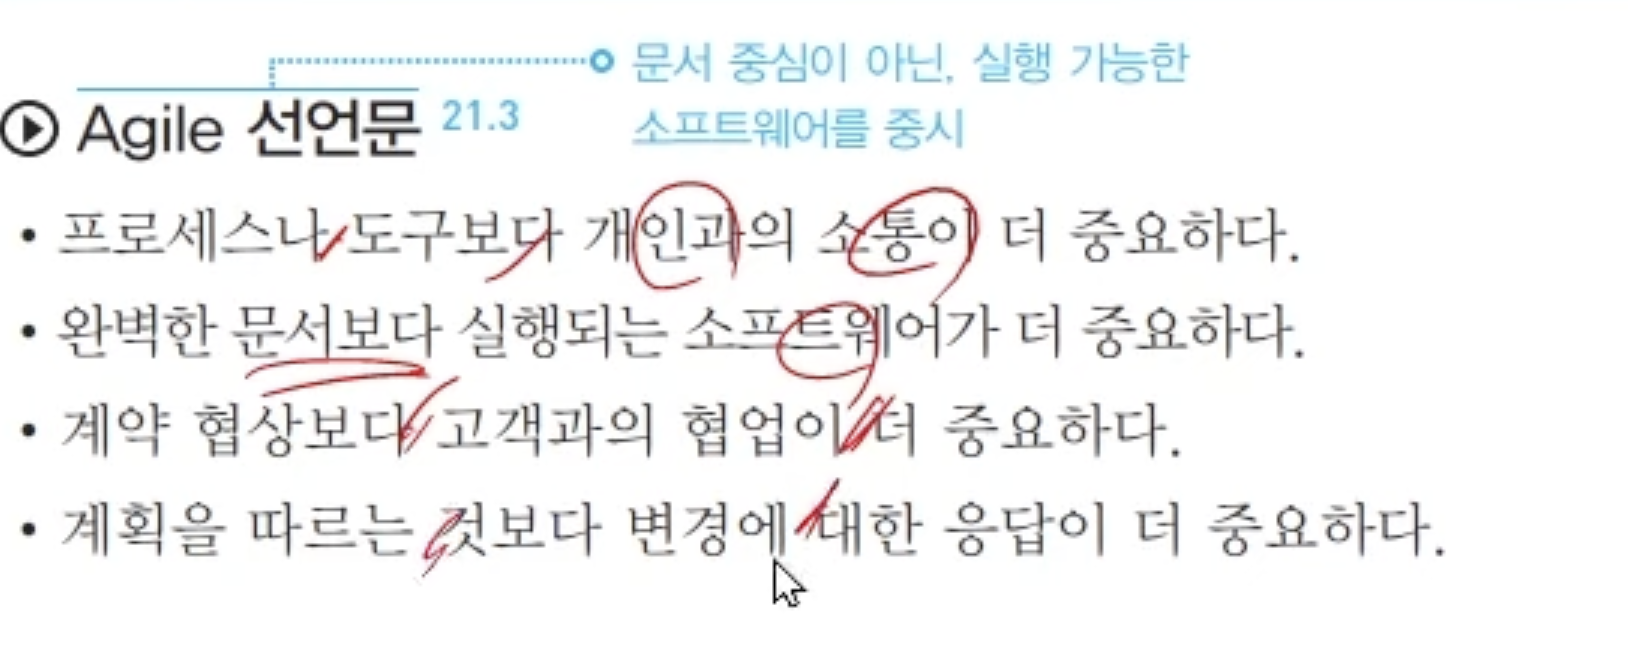 문서 중심이 아닌, 실행 가능한
소프트웨어를 중시
Agile 선언문 21.3
• 프로세스나 도구보다 개인과의 소통이 더 중요하다.
• 완벽한 문서보다 실행되는 소프트웨어가 더 중요하다.
• 계약 협상보다 고객과의 협업이 더 중요하다.
• 계획을 따르는 것보다 변경에 대한 응답이 더 중요하다.